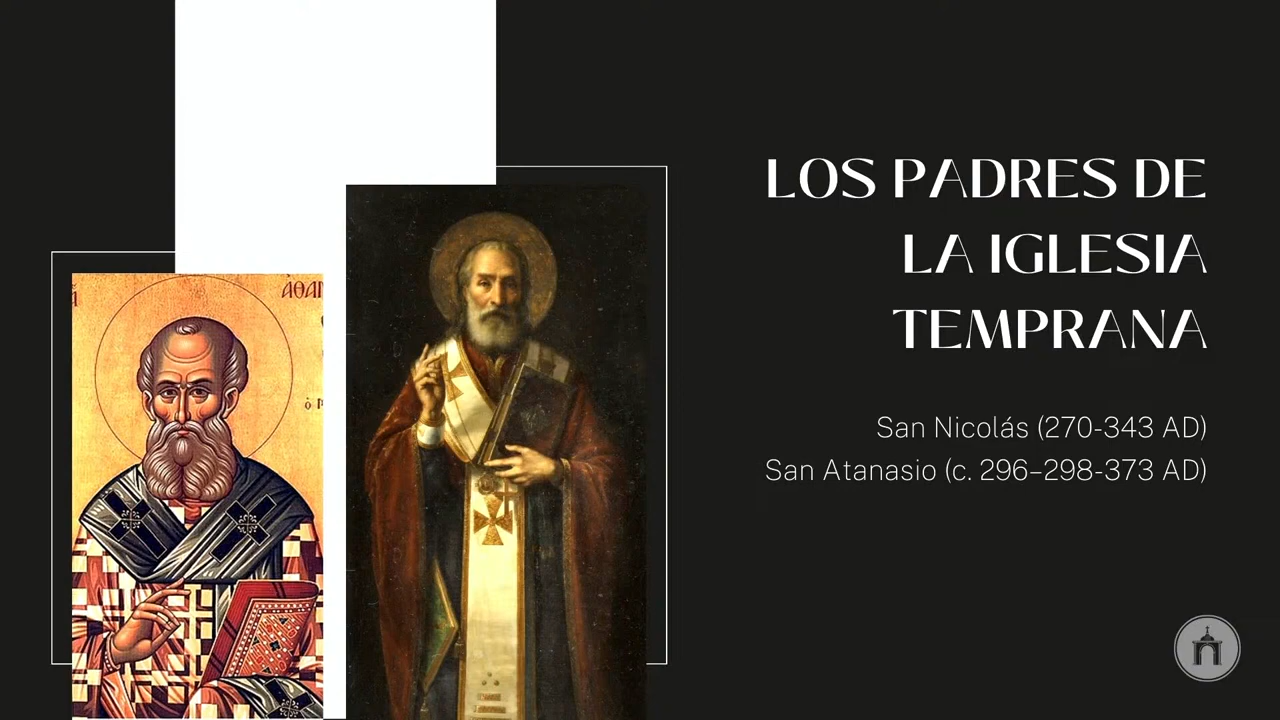 LOS PADRES DE
LA IGLESIA
TEMPRANA
San Nicolás (270-343 AD)
San Atanasio (c. 296–298-373 AD)